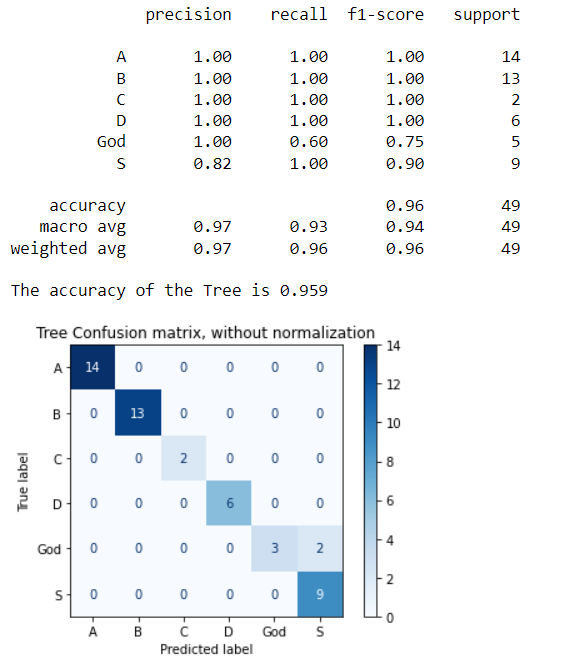 precision recall f1-score support
A 1.00 1.00 1.00 14
B 1.00 1.00 1.00 13
C 1.00 1.00 1.00 2
D 1.00 1.00 1.00 6
God 1.00 0.60 0.75 5
S 0.82 1.00 0.90 9
accuracy 0.96 49
macro avg 0.97 0.93 0.94 49
weighted avg 0.97 0.96 0.96 49
The accuracy of the Tree is 0.959
Tree Confusion matrix, without normalization
A 14 0 0 0 0 0
B 0 13 0 0 0 0
C 0 0 2 0 0 0
D 0 0 0 6 0 0
God 0 0 0 0 3 2
S 0 0 0 0 0 9
A B C D God S
Predicted label
True label
14
12
10
8
6
4
2
0